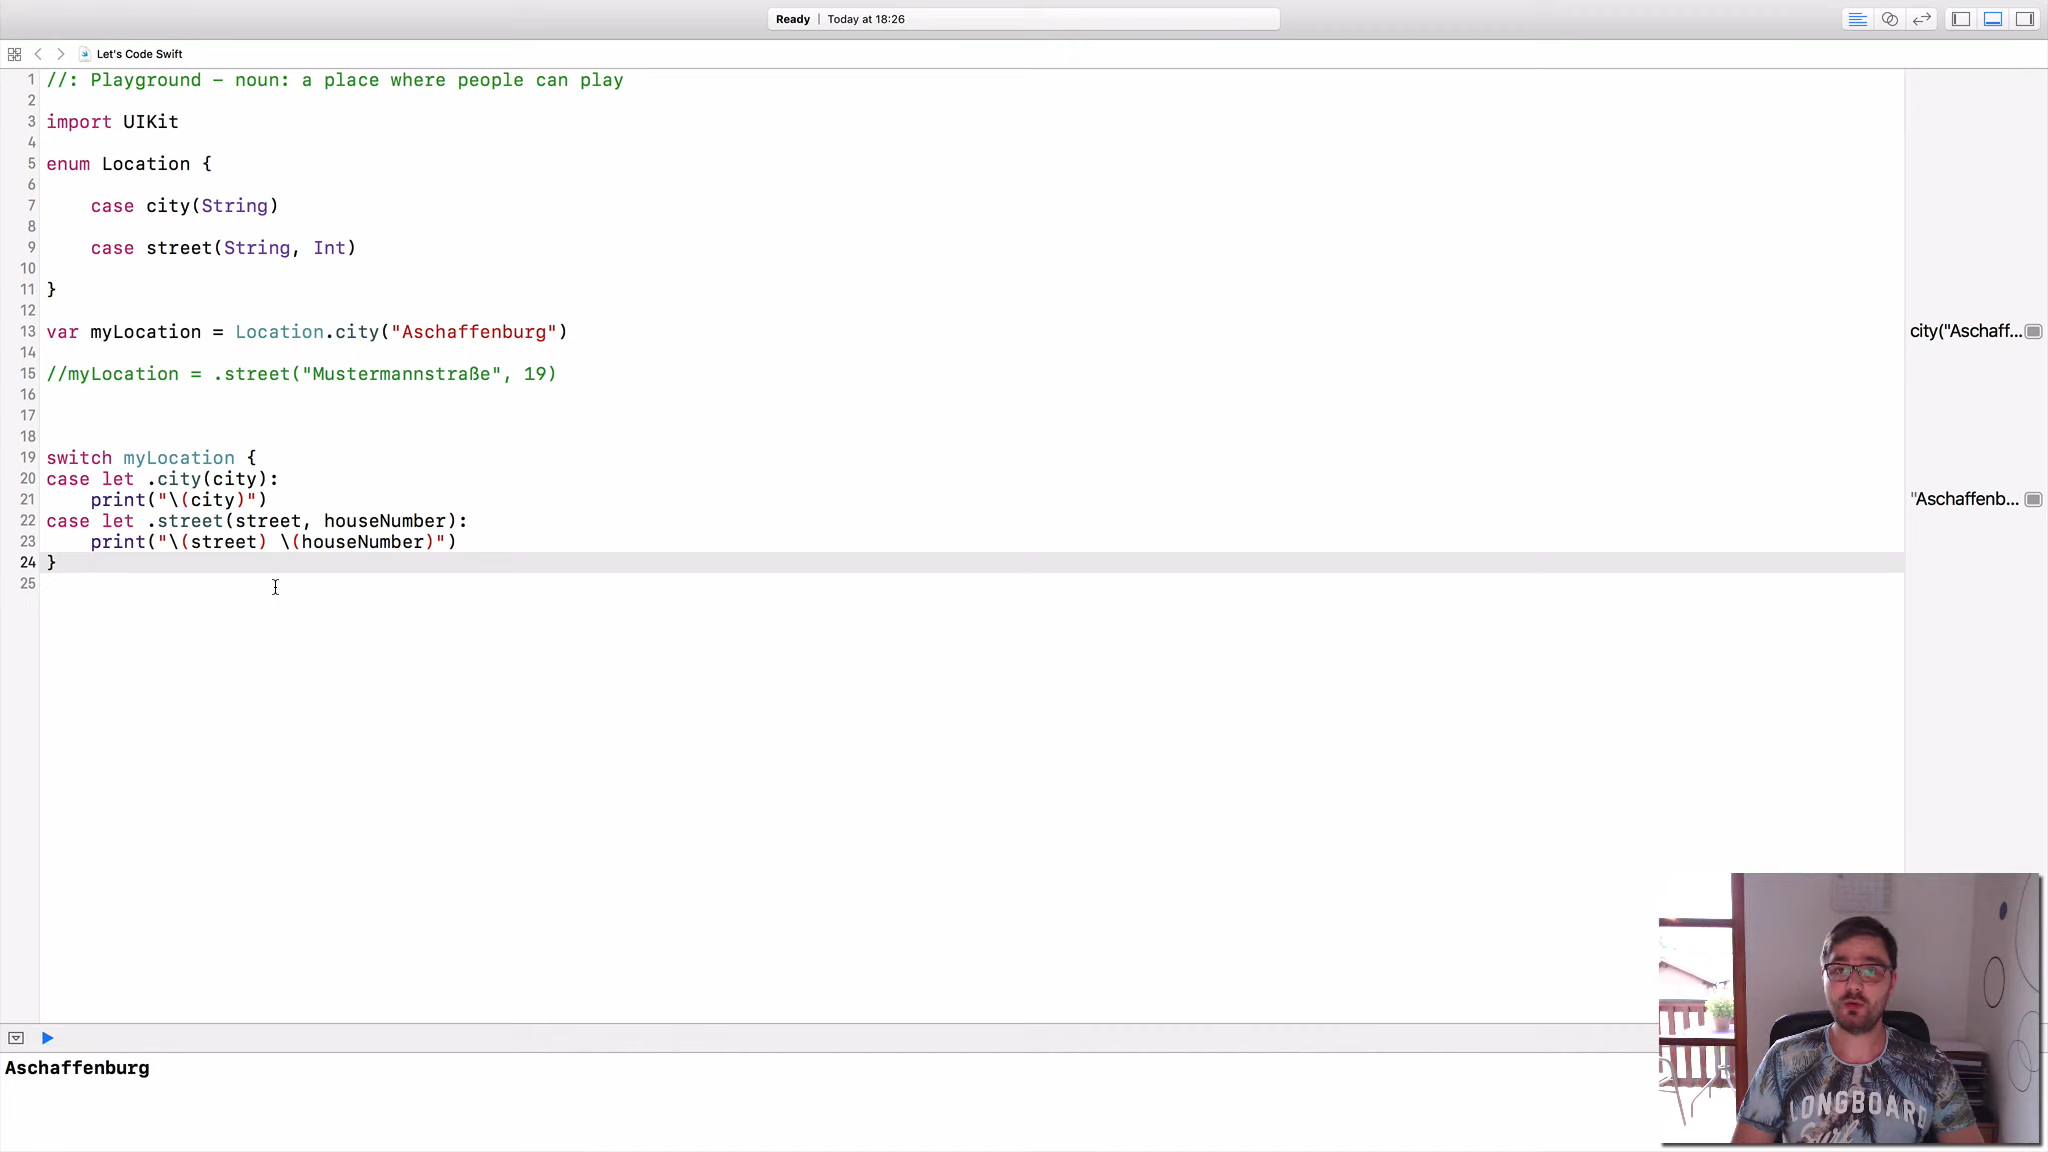 Ready | Today at 18:26
Let's Code Swift
1 //: Playground - noun: a place where people can play
2
3 import UIKit
4
5 enum Location {
6
7 case city(String)
8
9 case street(String, Int)
10
11 }
12
13 var myLocation = Location.city("Aschaffenburg")
city("Aschaff...
14
15 //myLocation = .street("Mustermannstraße", 19)
16
17
18
19 switch myLocation {
20 case let .city(city):
21 print("\(city)")
"Aschaffenb...
22 case let .street(street, houseNumber):
23 print("\(street) \(houseNumber)")
24 }
25
Aschaffenburg
LONGBOARD
Surf